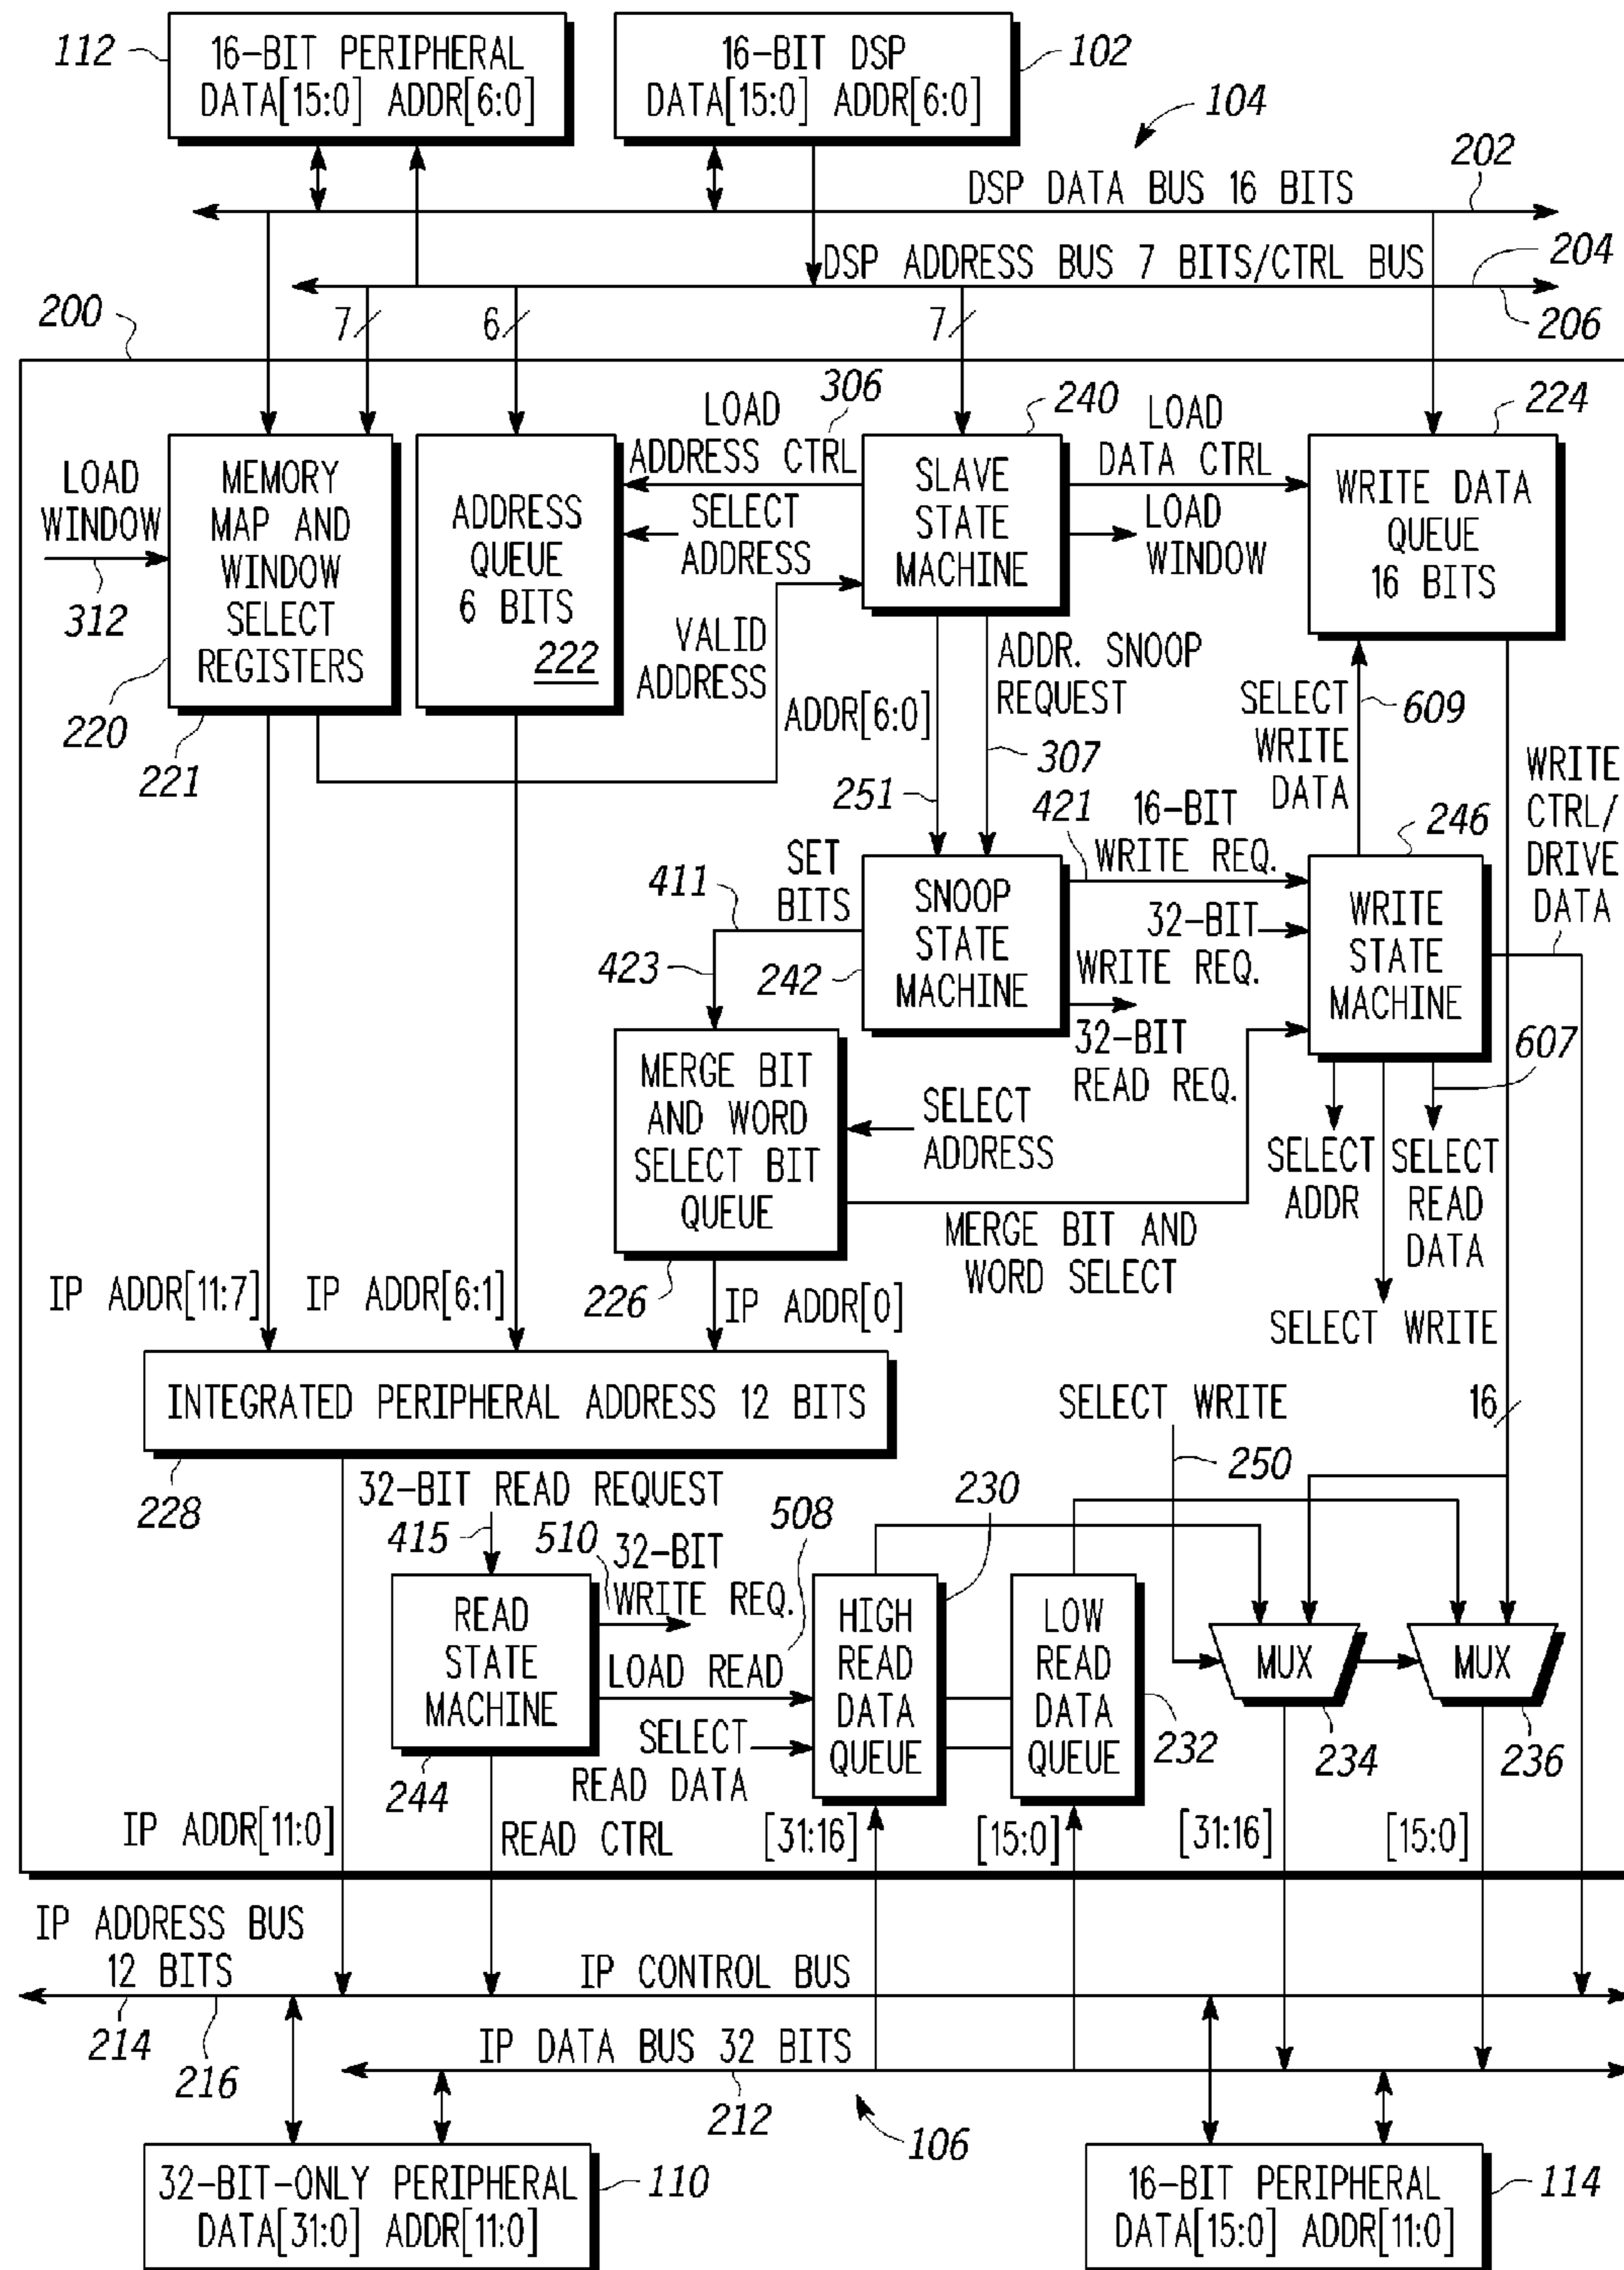 112
16-BIT PERIPHERAL
DATA[15:0] ADDR[6:0]
16-BIT DSP
DATA[15:0] ADDR[6:0]
102
104
202
DSP DATA BUS 16 BITS
DSP ADDRESS BUS 7 BITS/CTRL BUS
204
206
200
7
6
7
306
240
224
LOAD
WINDOW
312
MEMORY
MAP AND
WINDOW
SELECT
REGISTERS
220
221
ADDRESS
QUEUE
6 BITS
222
LOAD
ADDRESS CTRL
SELECT
ADDRESS
VALID
ADDRESS
SLAVE
STATE
MACHINE
LOAD
DATA CTRL
LOAD
WINDOW
WRITE DATA
QUEUE
16 BITS
ADDR[6:0]
251
ADDR. SNOOP
REQUEST
307
SELECT
WRITE
DATA
609
WRITE
CTRL/
DRIVE
DATA
421
16-BIT
WRITE REQ.
246
SET
BITS
411
423
242
SNOOP
STATE
MACHINE
32-BIT
WRITE REQ.
32-BIT
READ REQ.
WRITE
STATE
MACHINE
607
MERGE BIT
AND WORD
SELECT BIT
QUEUE
226
SELECT
ADDRESS
MERGE BIT AND
WORD SELECT
SELECT
ADDR
SELECT
READ
DATA
SELECT WRITE
IP ADDR[11:7]
IP ADDR[6:1]
IP ADDR[0]
INTEGRATED PERIPHERAL ADDRESS 12 BITS
228
SELECT WRITE
250
16
32-BIT READ REQUEST
415
510
32-BIT
WRITE REQ.
508
230
READ
STATE
MACHINE
244
LOAD READ
SELECT
READ DATA
HIGH
READ
DATA
QUEUE
LOW
READ
DATA
QUEUE
232
MUX
234
MUX
236
IP ADDR[11:0]
READ CTRL
[31:16]
[15:0]
[31:16]
[15:0]
IP ADDRESS BUS
12 BITS
214
216
IP CONTROL BUS
IP DATA BUS 32 BITS
212
106
32-BIT-ONLY PERIPHERAL
DATA[31:0] ADDR[11:0]
110
16-BIT PERIPHERAL
DATA[15:0] ADDR[11:0]
114